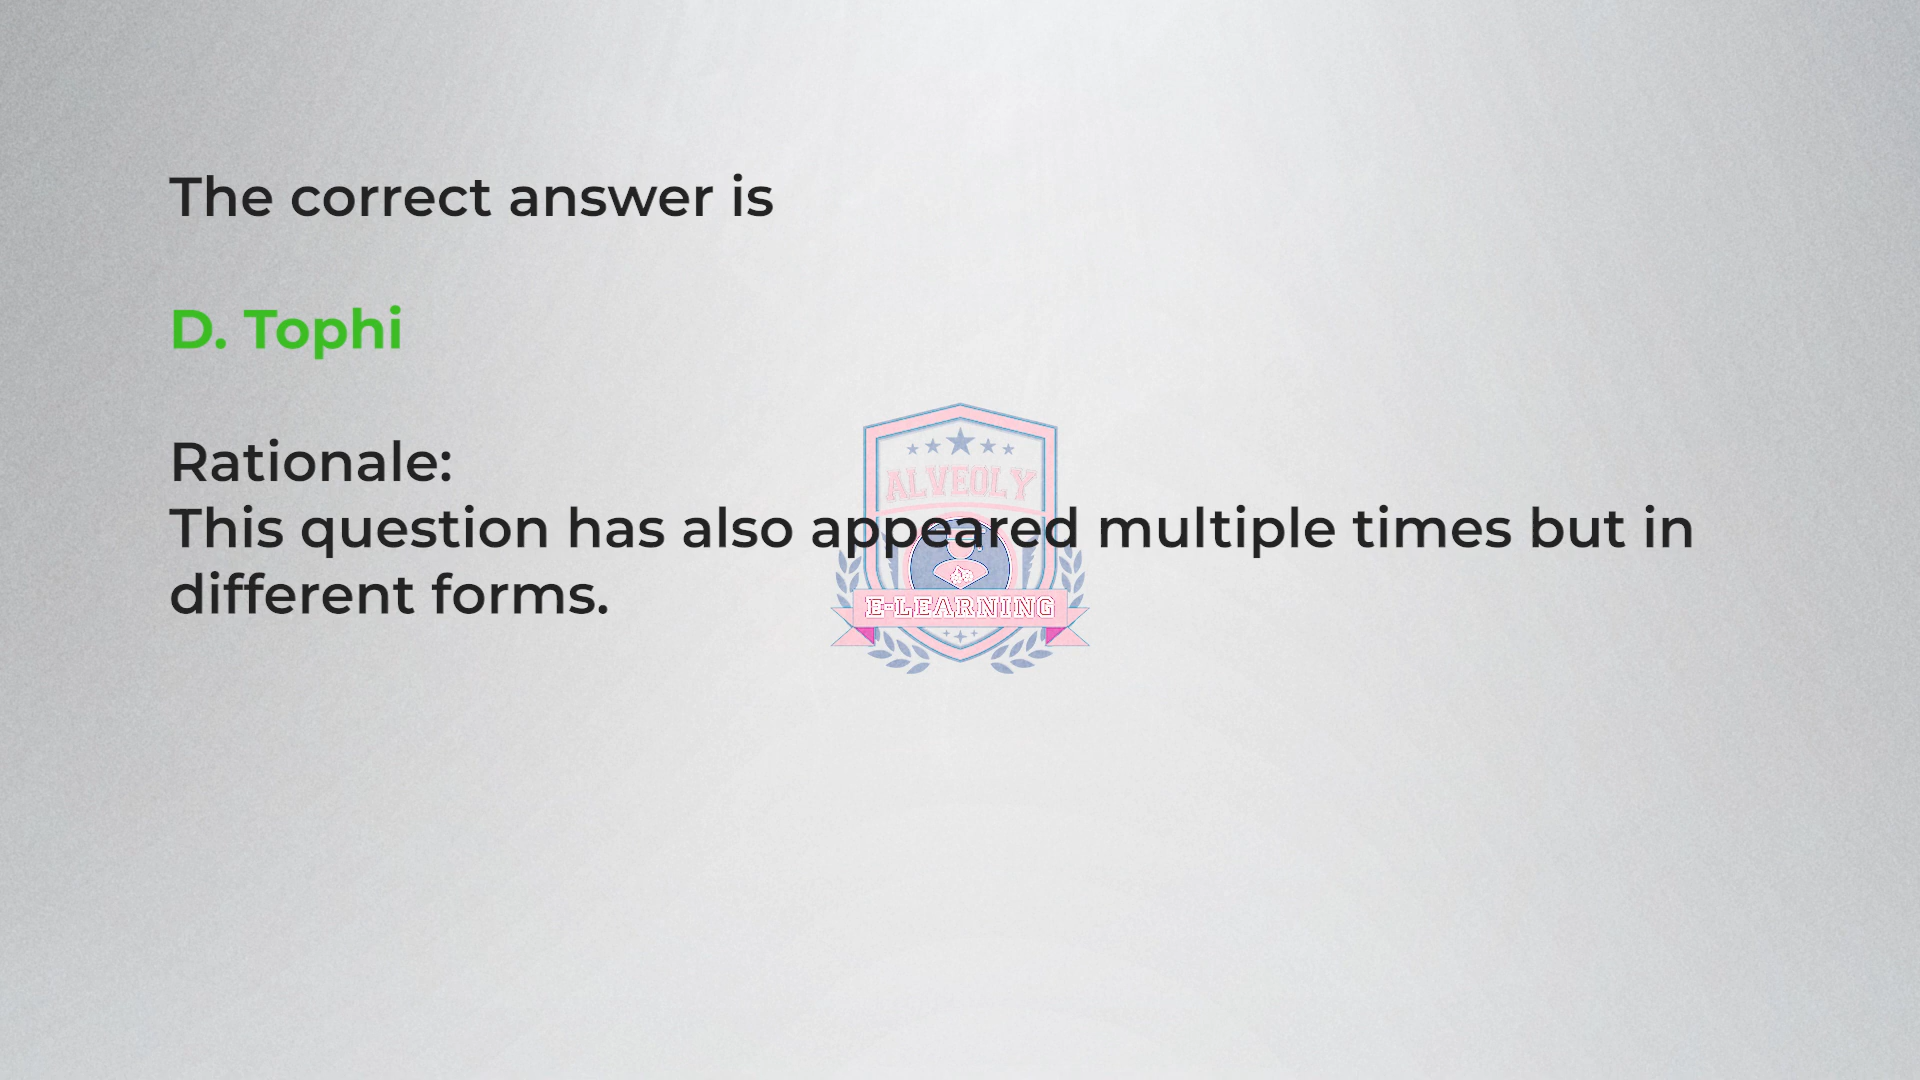 The correct answer is
D. Tophi
Rationale:
This question has also appeared multiple times but in
different forms.
ALVEOLY
E-LEARNING